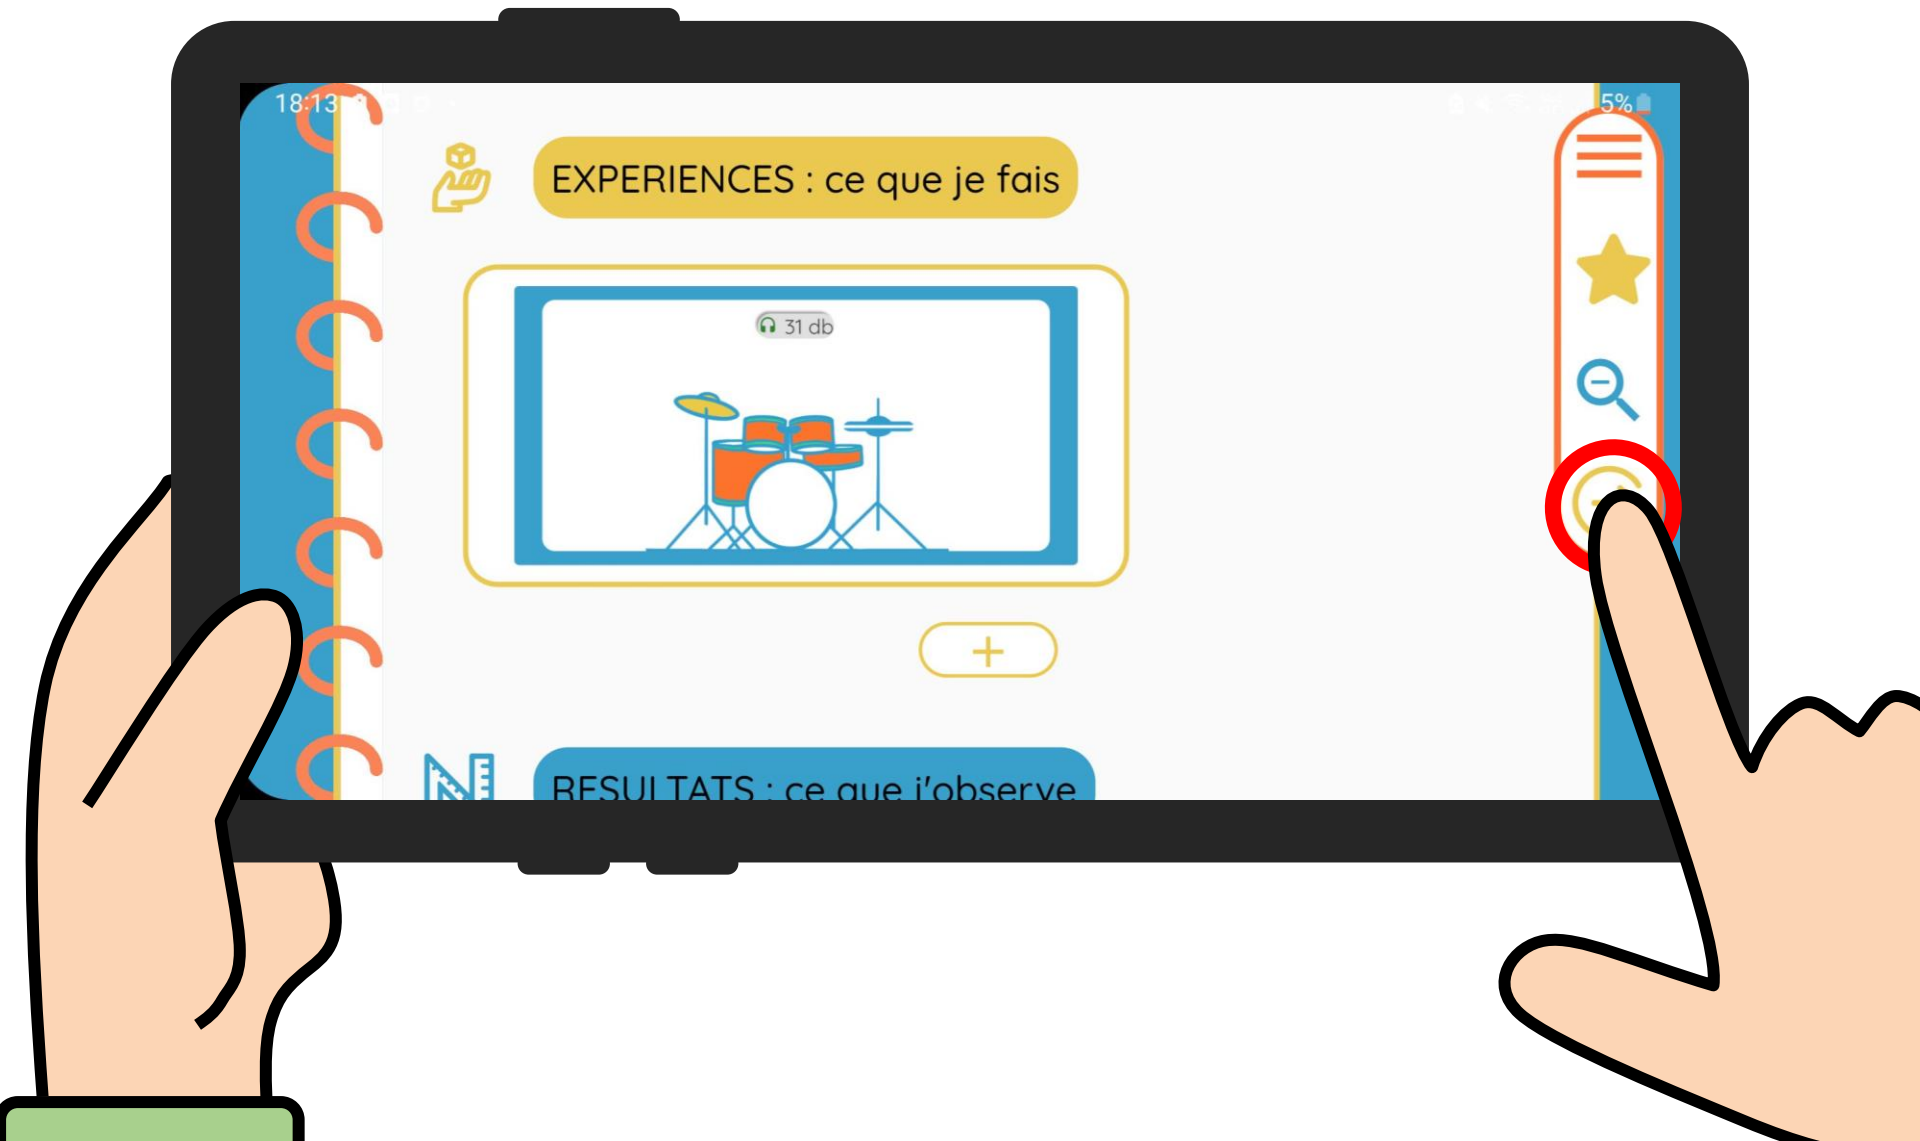 18:13
5%
EXPERIENCES : ce que je fais
31 db
RESULTATS : ce que j'observe